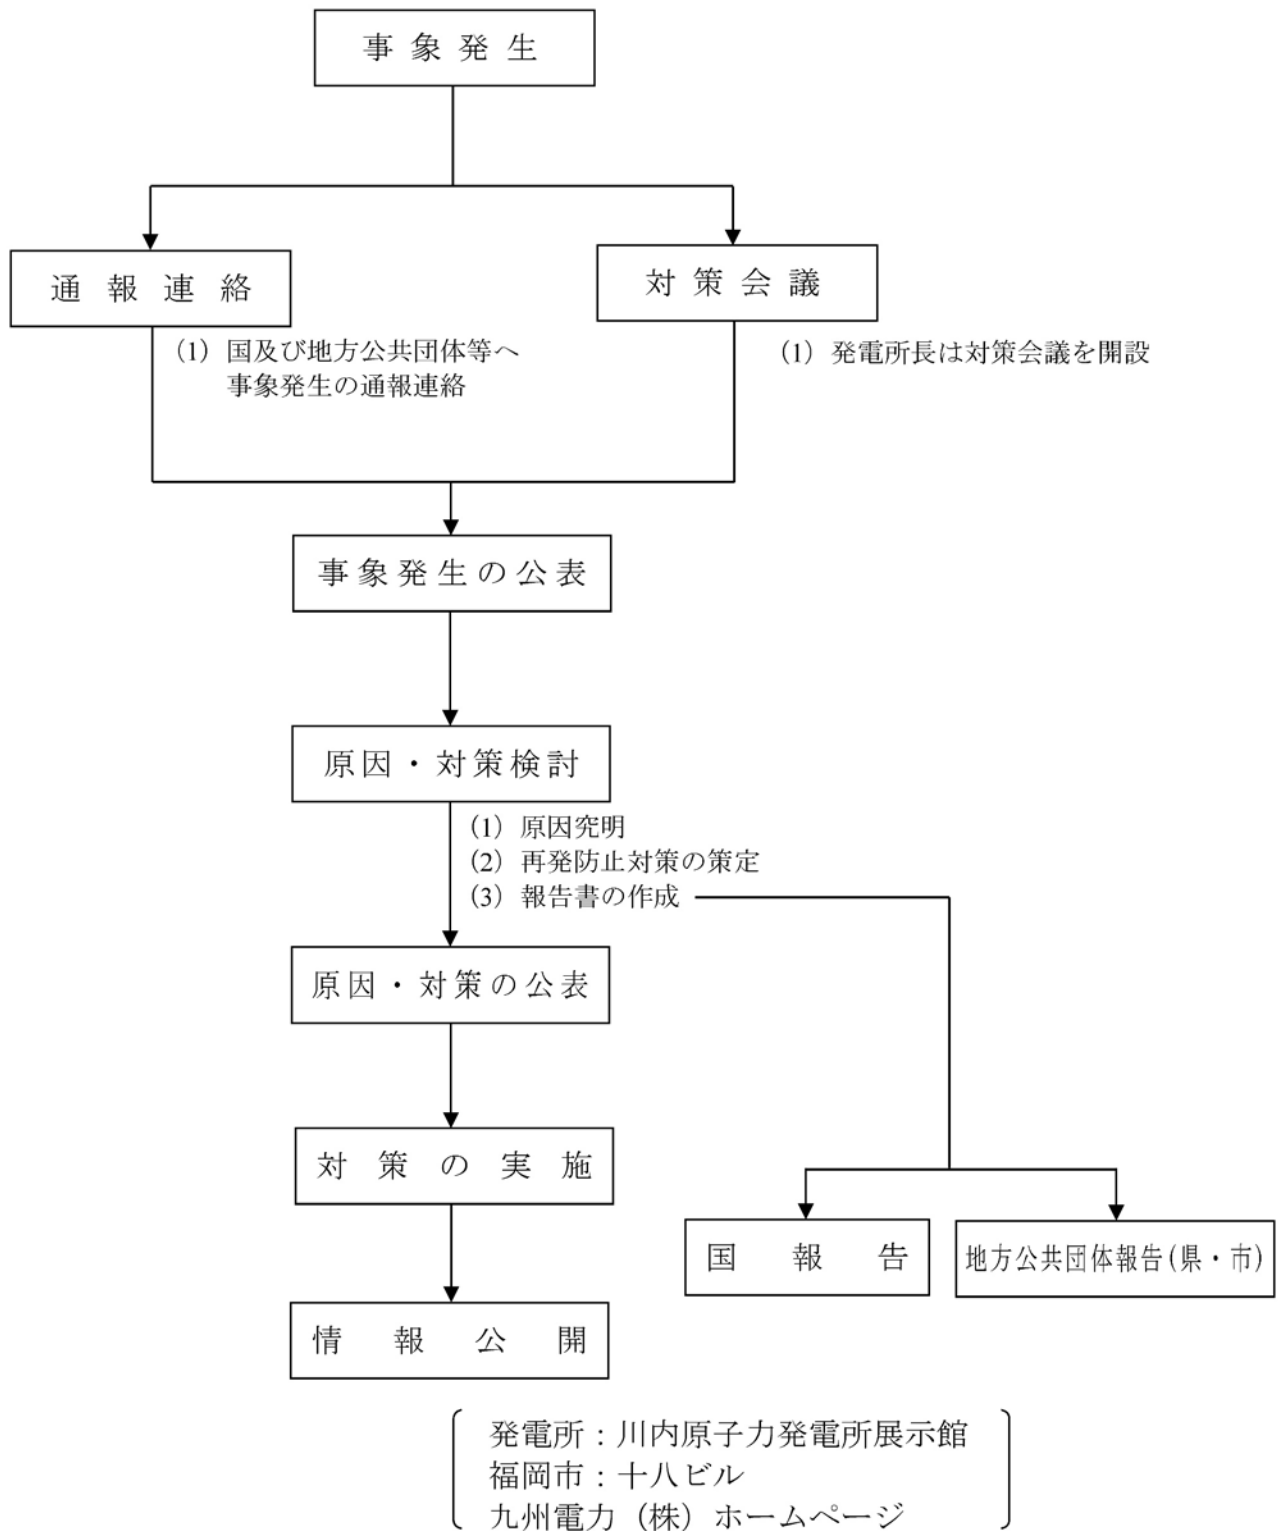 事象発生
通報連絡
対策会議
(1) 国及び地方公共団体等へ
事象発生の通報連絡
(1) 発電所長は対策会議を開設
事象発生の公表
原因・対策検討
(1) 原因究明
(2) 再発防止対策の策定
(3) 報告書の作成
原因・対策の公表
対策の実施
国報告
地方公共団体報告(県・市)
情報公開
発電所：川内原子力発電所展示館
福岡市：十八ビル
九州電力（株）ホームページ